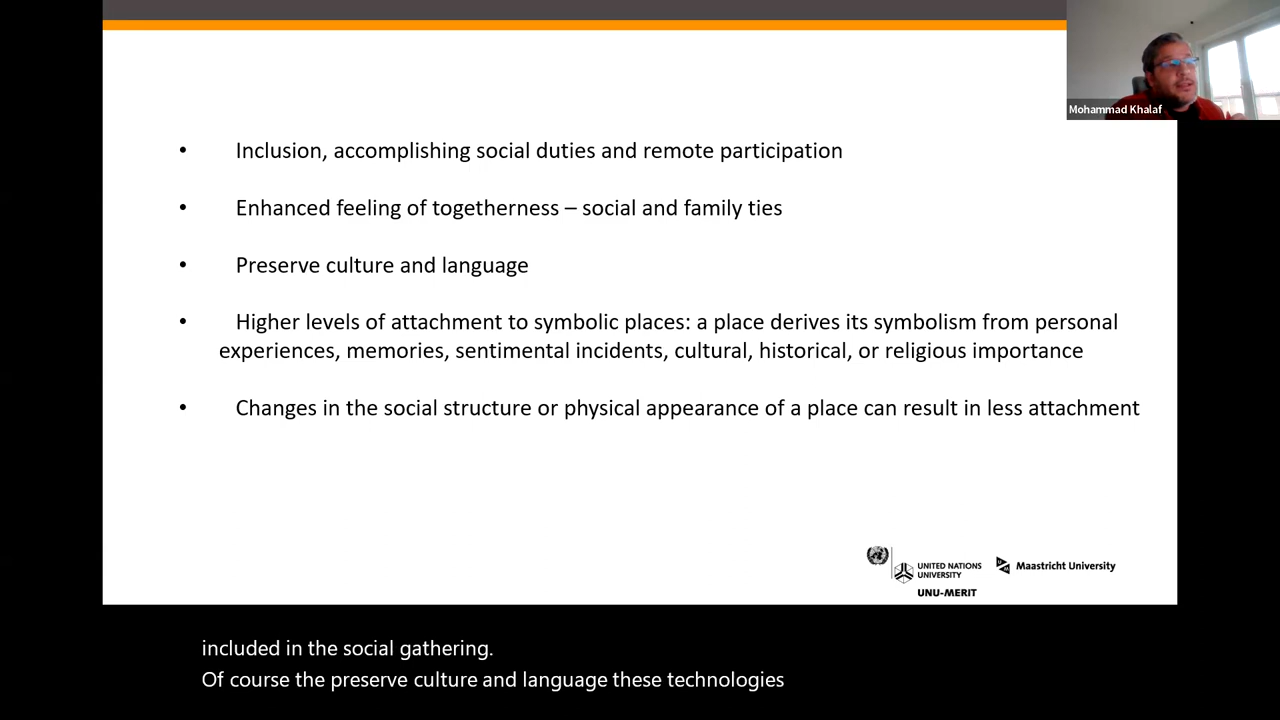 Mohammad Khalaf
• Inclusion, accomplishing social duties and remote participation
• Enhanced feeling of togetherness – social and family ties
• Preserve culture and language
• Higher levels of attachment to symbolic places: a place derives its symbolism from personal
experiences, memories, sentimental incidents, cultural, historical, or religious importance
• Changes in the social structure or physical appearance of a place can result in less attachment
UNITED NATIONS
UNIVERSITY
UNU-MERIT
Maastricht University
included in the social gathering.
Of course the preserve culture and language these technologies